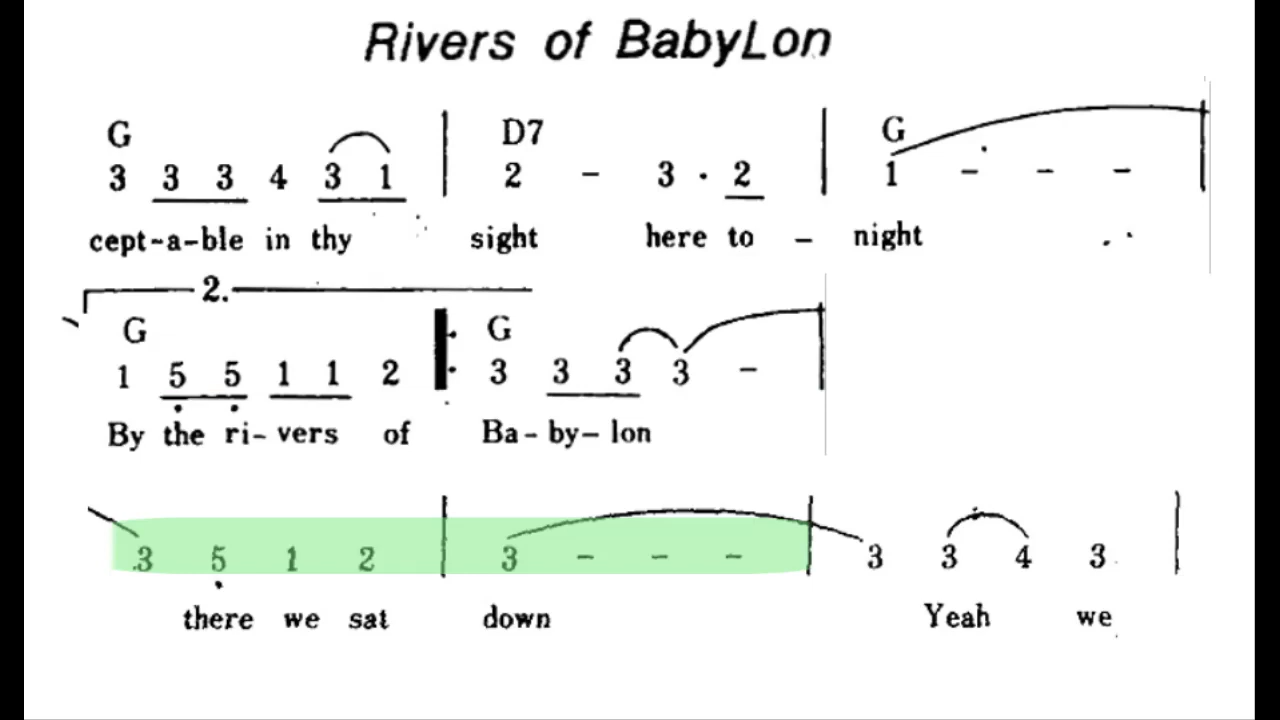 Rivers of BabyLon
G D7 G
3 3 3 4 3 1 | 2 - 3 · 2 | 1 - - - |
cept-a-ble in thy sight here to - night
2.
G G
1 5 5 1 1 2 3 3 3 3 - |
By the ri- vers of Ba- by- lon
3 5 1 2 | 3 - - - | 3 3 4 3 |
there we sat down Yeah we